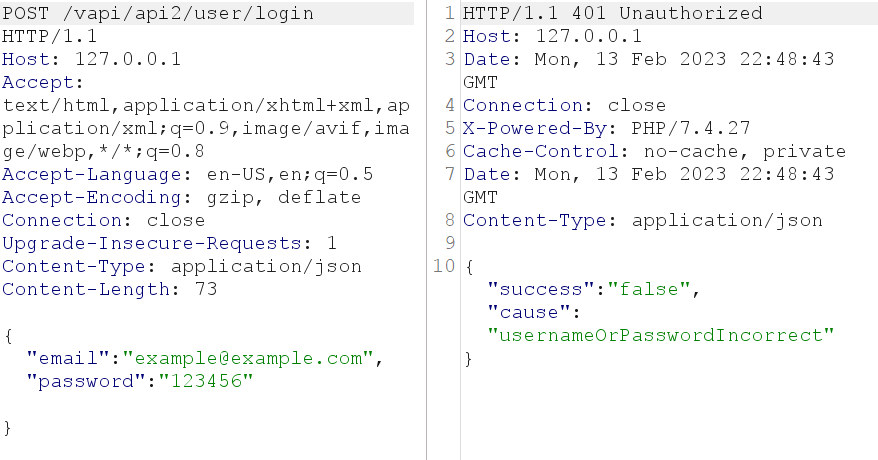 POST /vapi/api2/user/login
HTTP/1.1
Host: 127.0.0.1
Accept:
text/html,application/xhtml+xml,ap
plication/xml;q=0.9,image/avif,ima
ge/webp,*/*;q=0.8
Accept-Language: en-US,en;q=0.5
Accept-Encoding: gzip, deflate
Connection: close
Upgrade-Insecure-Requests: 1
Content-Type: application/json
Content-Length: 73

{
  "email":"example@example.com",
  "password":"123456"

}
1 HTTP/1.1 401 Unauthorized
2 Host: 127.0.0.1
3 Date: Mon, 13 Feb 2023 22:48:43
GMT
4 Connection: close
5 X-Powered-By: PHP/7.4.27
6 Cache-Control: no-cache, private
7 Date: Mon, 13 Feb 2023 22:48:43
GMT
8 Content-Type: application/json
9
10 {
  "success":"false",
  "cause":
  "usernameOrPasswordIncorrect"
}